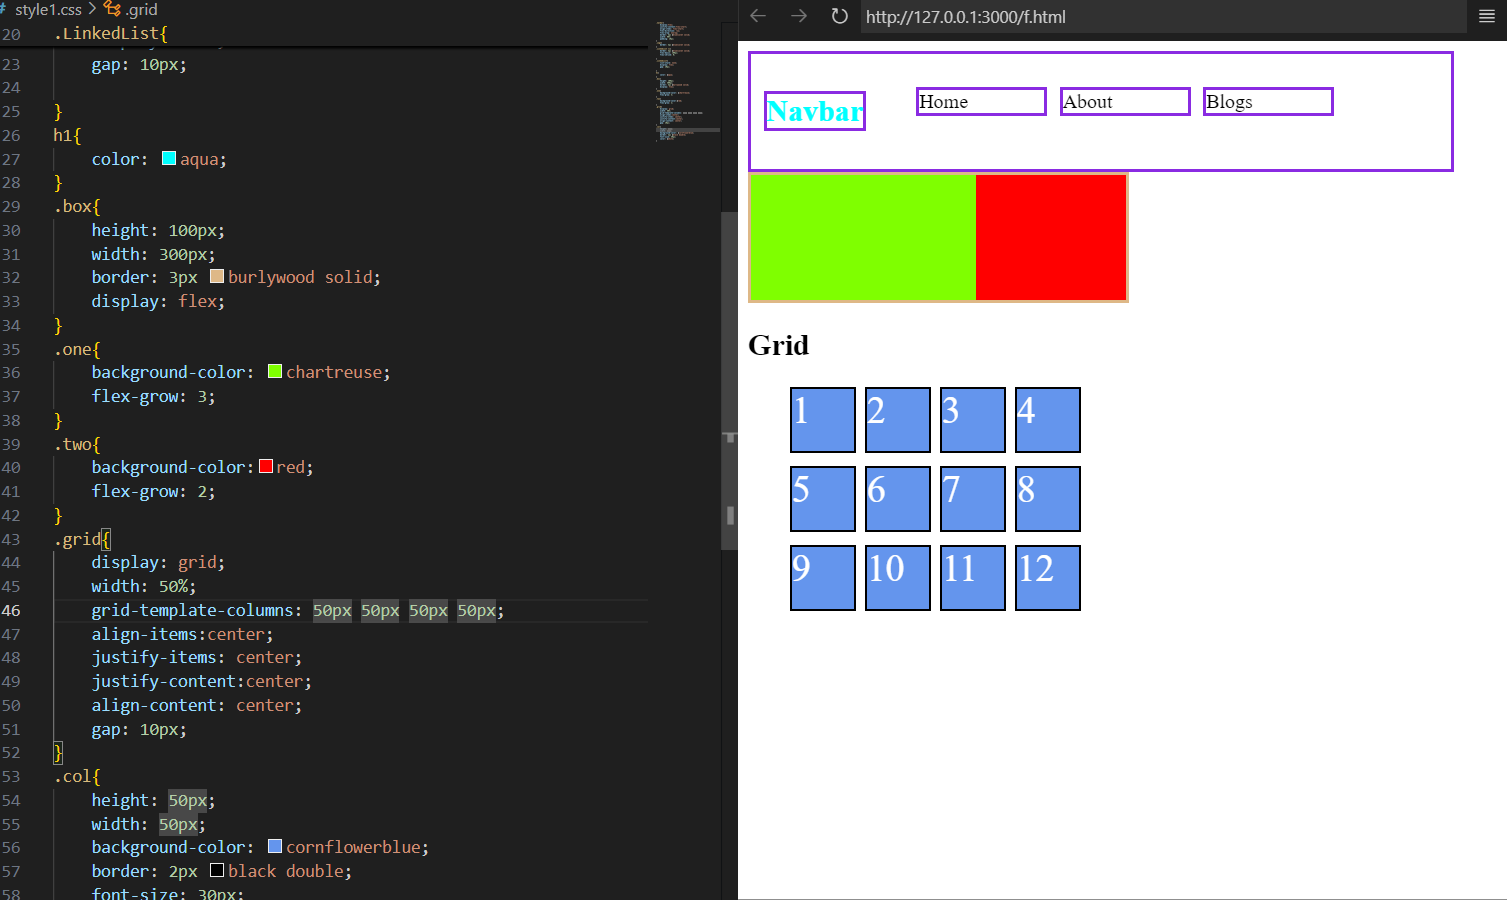 # style1.css > .grid
20 .LinkedList{
23 gap: 10px;
24
25 }
26 h1{
27 color: aqua;
28 }
29 .box{
30 height: 100px;
31 width: 300px;
32 border: 3px burlywood solid;
33 display: flex;
34 }
35 .one{
36 background-color: chartreuse;
37 flex-grow: 3;
38 }
39 .two{
40 background-color:red;
41 flex-grow: 2;
42 }
43 .grid{
44 display: grid;
45 width: 50%;
46 grid-template-columns: 50px 50px 50px 50px;
47 align-items:center;
48 justify-items: center;
49 justify-content:center;
50 align-content: center;
51 gap: 10px;
52 }
53 .col{
54 height: 50px;
55 width: 50px;
56 background-color: cornflowerblue;
57 border: 2px black double;
58 font-size: 30px;
http://127.0.0.1:3000/f.html
Navbar Home About Blogs
Grid
1 2 3 4
5 6 7 8
9 10 11 12